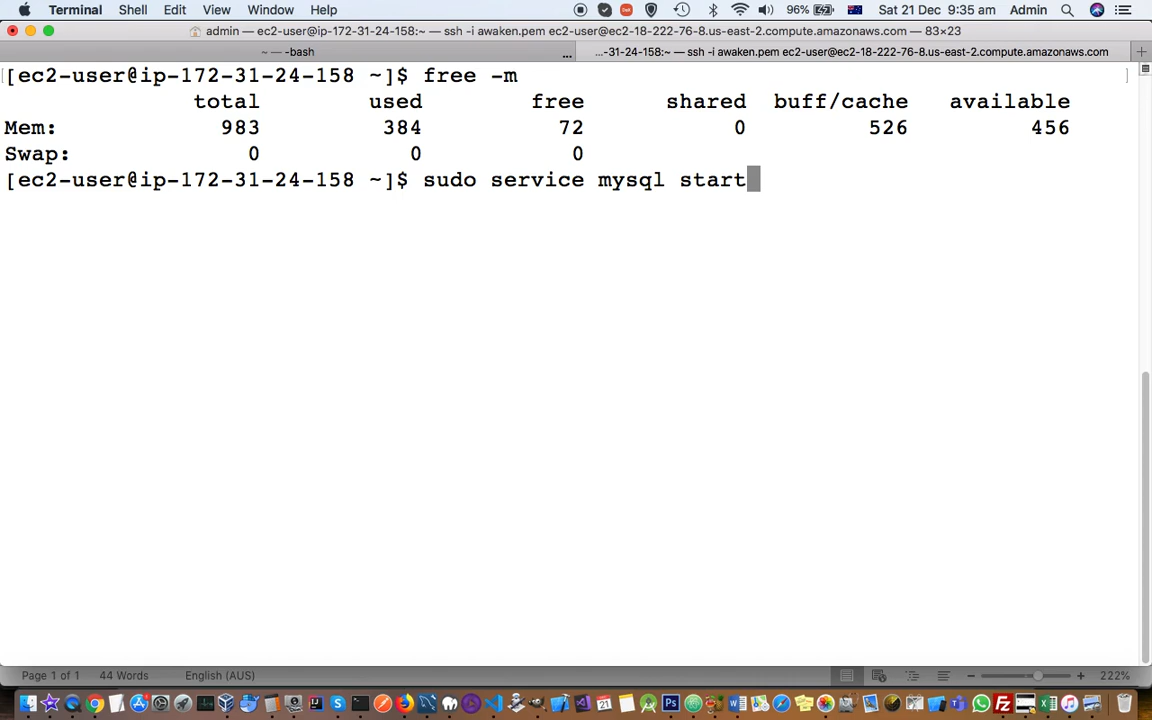 Terminal Shell Edit View Window Help 96% Sat 21 Dec 9:35 am Admin
admin — ec2-user@ip-172-31-24-158:~ — ssh -i awaken.pem ec2-user@ec2-18-222-76-8.us-east-2.compute.amazonaws.com — 83×23
~ — -bash ... ...-31-24-158:~ — ssh -i awaken.pem ec2-user@ec2-18-222-76-8.us-east-2.compute.amazonaws.com
[ec2-user@ip-172-31-24-158 ~]$ free -m
total used free shared buff/cache available
Mem: 983 384 72 0 526 456
Swap: 0 0 0
[ec2-user@ip-172-31-24-158 ~]$ sudo service mysql start
Page 1 of 1 44 Words English (AUS) 222%